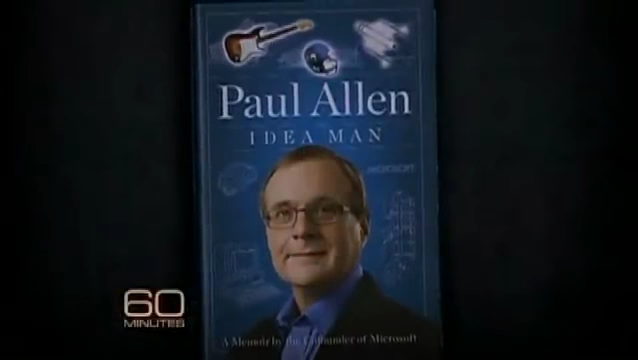 Paul Allen
IDEA MAN
MICROSOFT
60
MINUTES
A Memoir by the Cofounder of Microsoft